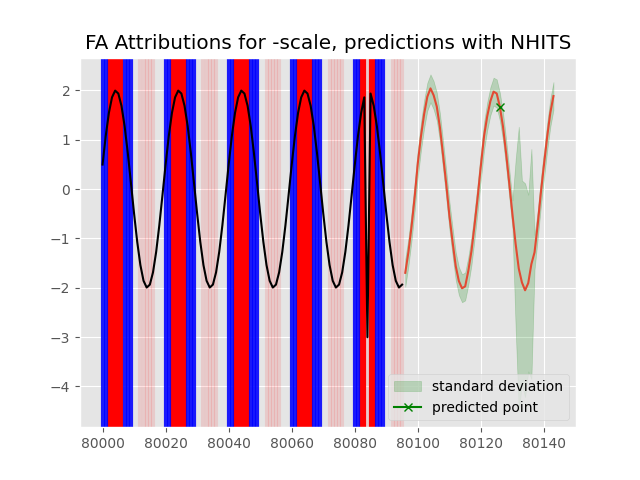 FA Attributions for -scale, predictions with NHITS
2
1
0
−1
−2
−3
−4
standard deviation
predicted point
80000 80020 80040 80060 80080 80100 80120 80140